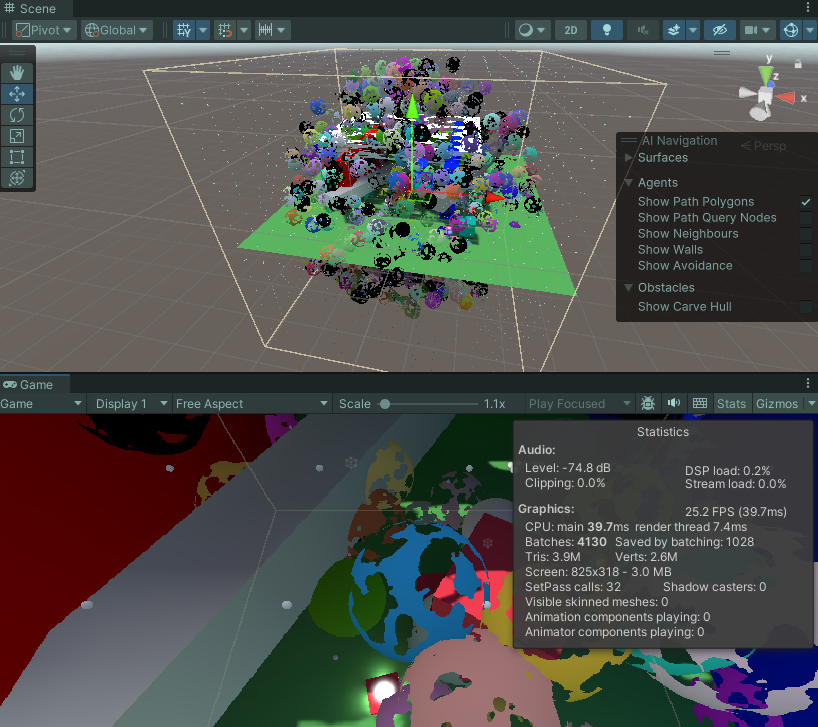 Scene
Pivot Global 2D
y
z
x
Persp
AI Navigation
Surfaces
Agents
Show Path Polygons
Show Path Query Nodes
Show Neighbours
Show Walls
Show Avoidance
Obstacles
Show Carve Hull
Game
Game Display 1 Free Aspect Scale 1.1x Play Focused Stats Gizmos
Statistics
Audio:
Level: -74.8 dB DSP load: 0.2%
Clipping: 0.0% Stream load: 0.0%
Graphics: 25.2 FPS (39.7ms)
CPU: main 39.7ms render thread 7.4ms
Batches: 4130 Saved by batching: 1028
Tris: 3.9M Verts: 2.6M
Screen: 825x318 - 3.0 MB
SetPass calls: 32 Shadow casters: 0
Visible skinned meshes: 0
Animation components playing: 0
Animator components playing: 0